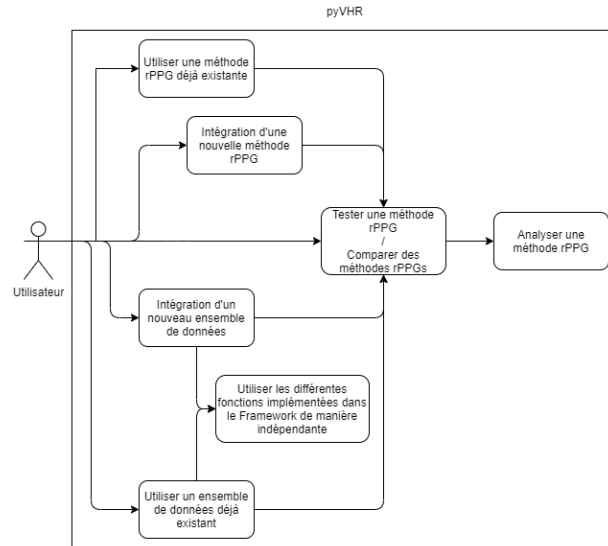 pyVHR
Utiliser une méthode
rPPG déjà existante
Intégration d'une
nouvelle méthode
rPPG
Tester une méthode
rPPG
/
Comparer des
méthodes rPPGs
Analyser une
méthode rPPG
Utilisateur
Intégration d'un
nouveau ensemble
de données
Utiliser les différentes
fonctions implémentées dans
le Framework de manière
indépendante
Utiliser un ensemble
de données déjà
existant